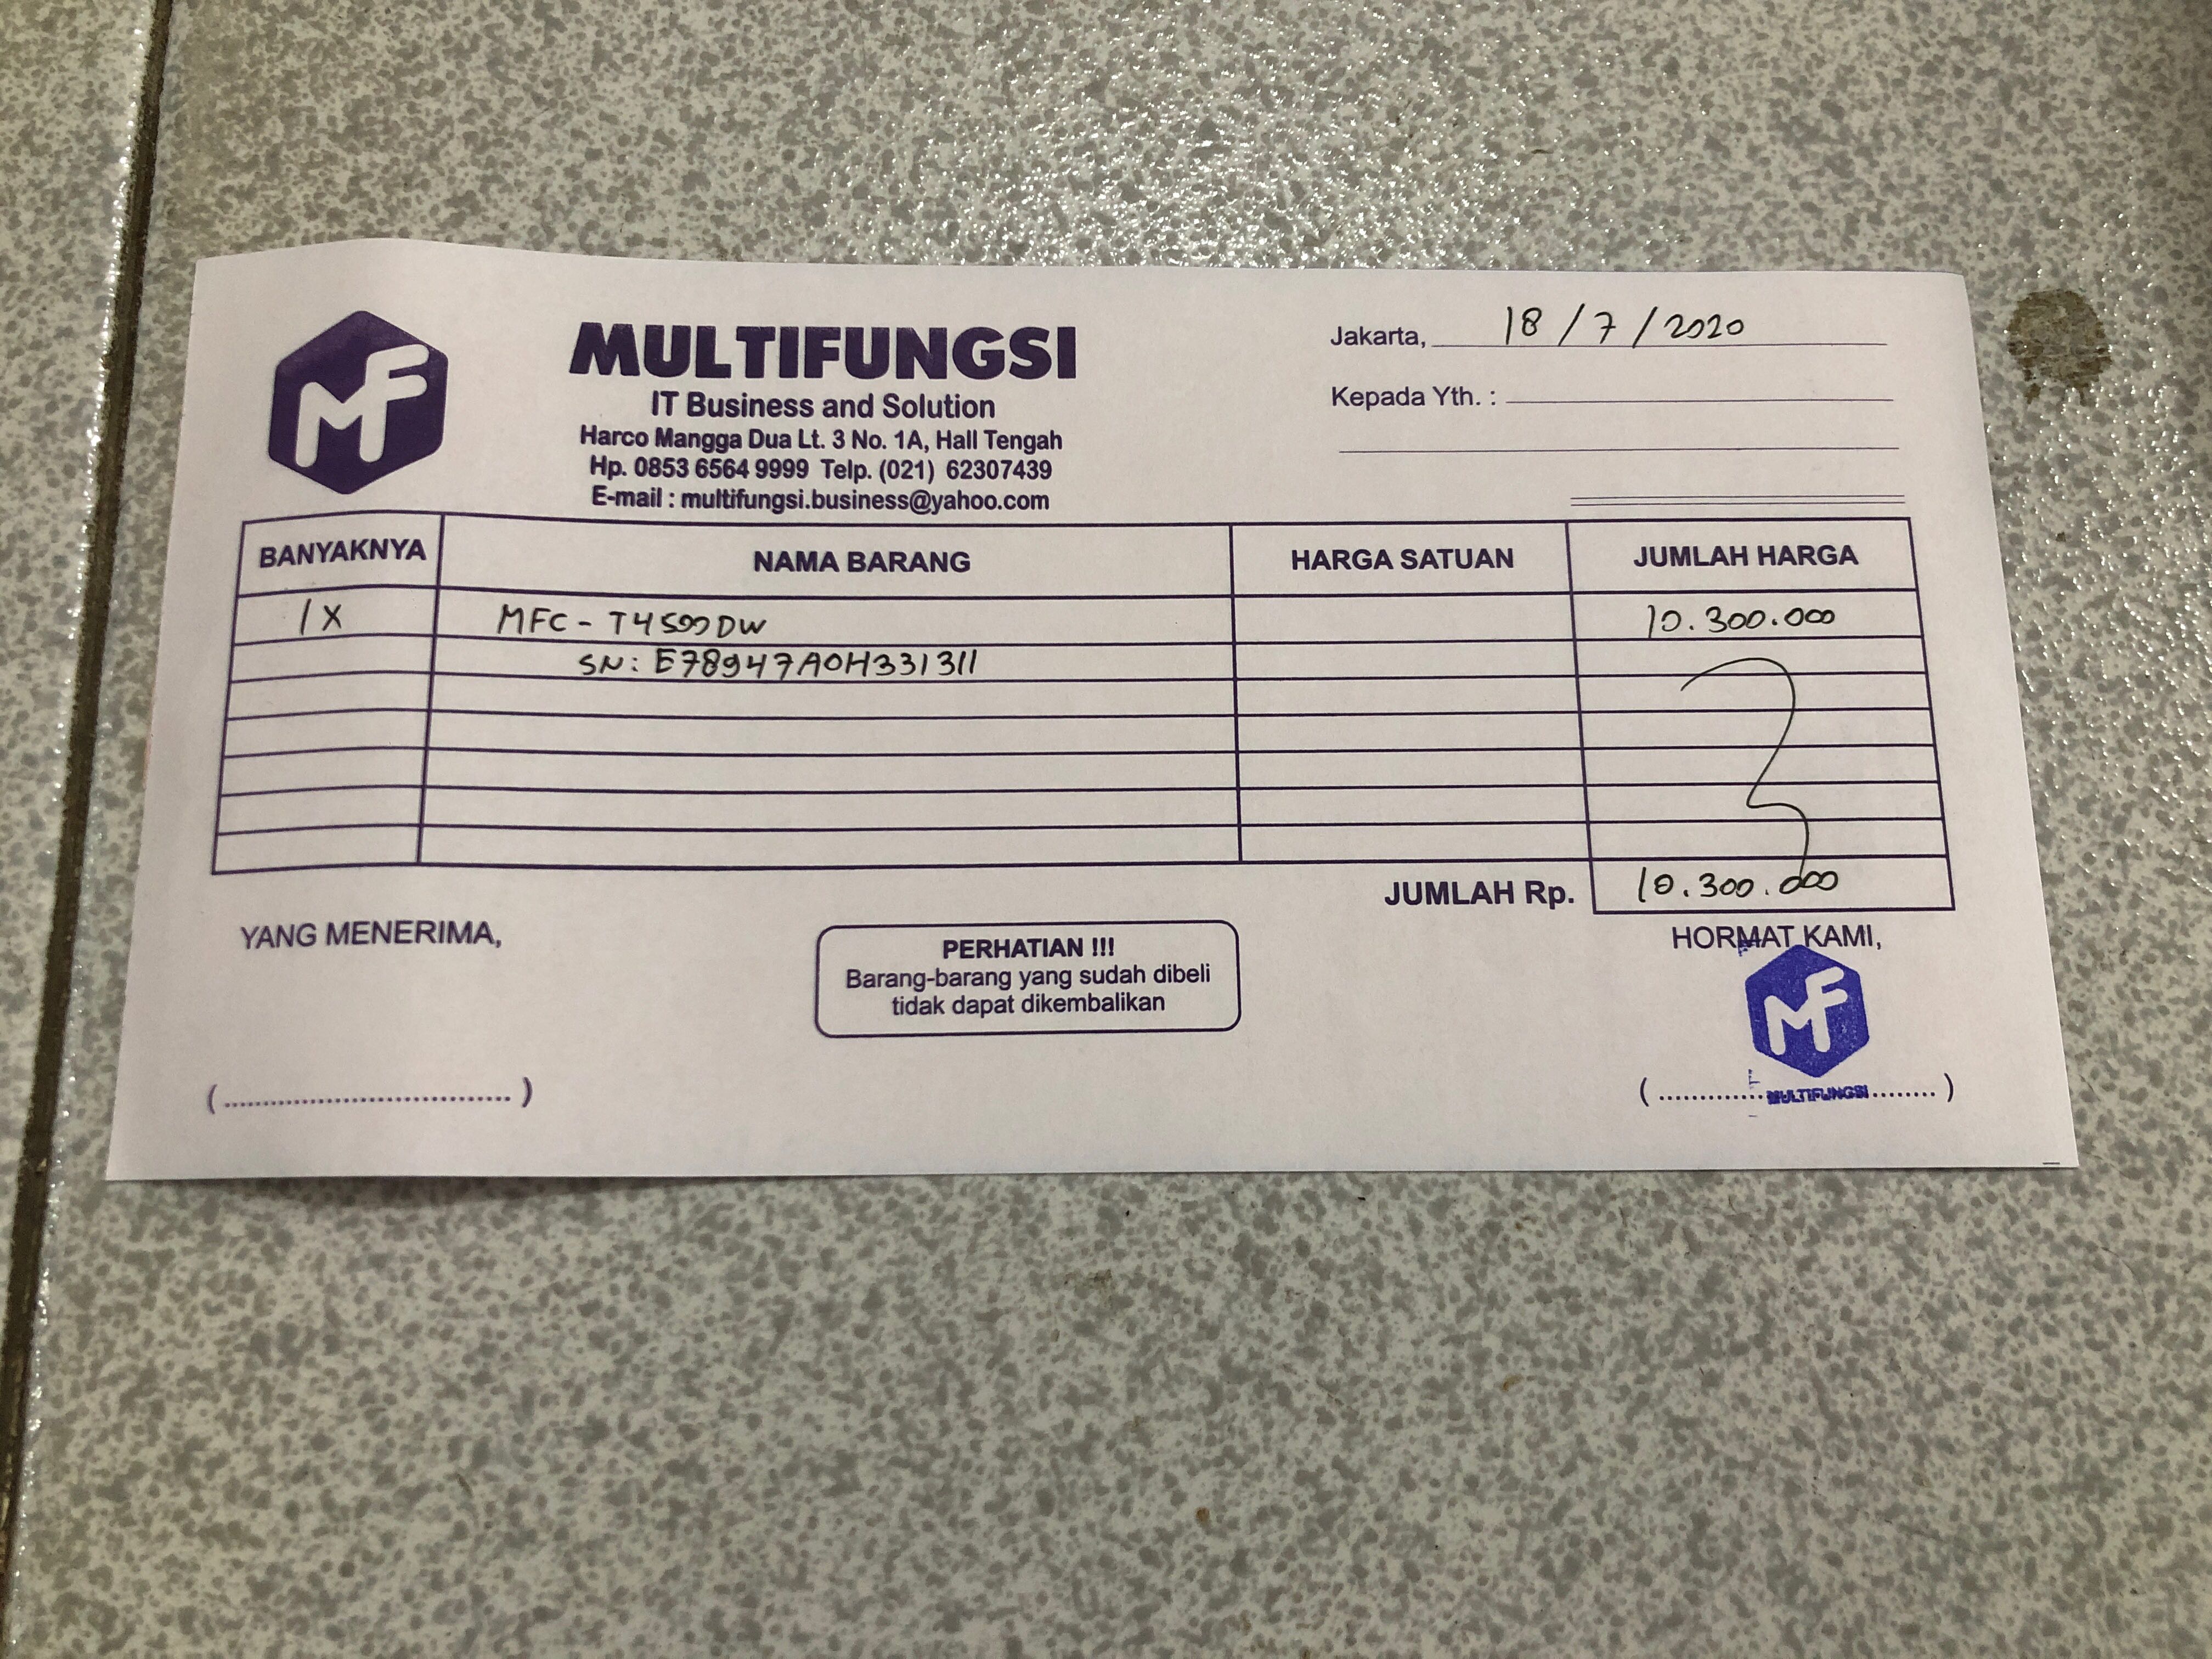 MF
MULTIFUNGSI
IT Business and Solution
Harco Mangga Dua Lt. 3 No. 1A, Hall Tengah
Hp. 0853 6564 9999 Telp. (021) 62307439
E-mail : multifungsi.business@yahoo.com
Jakarta, 18 / 7 / 2020
Kepada Yth. :
BANYAKNYA NAMA BARANG HARGA SATUAN JUMLAH HARGA
1 X MFC - T4500DW 10.300.000
SN: E78947A0H331311
JUMLAH Rp. 10.300.000
YANG MENERIMA,
PERHATIAN !!!
Barang-barang yang sudah dibeli
tidak dapat dikembalikan
HORMAT KAMI,
MF
(....................................)
(....................................)
MULTIFUNGSI